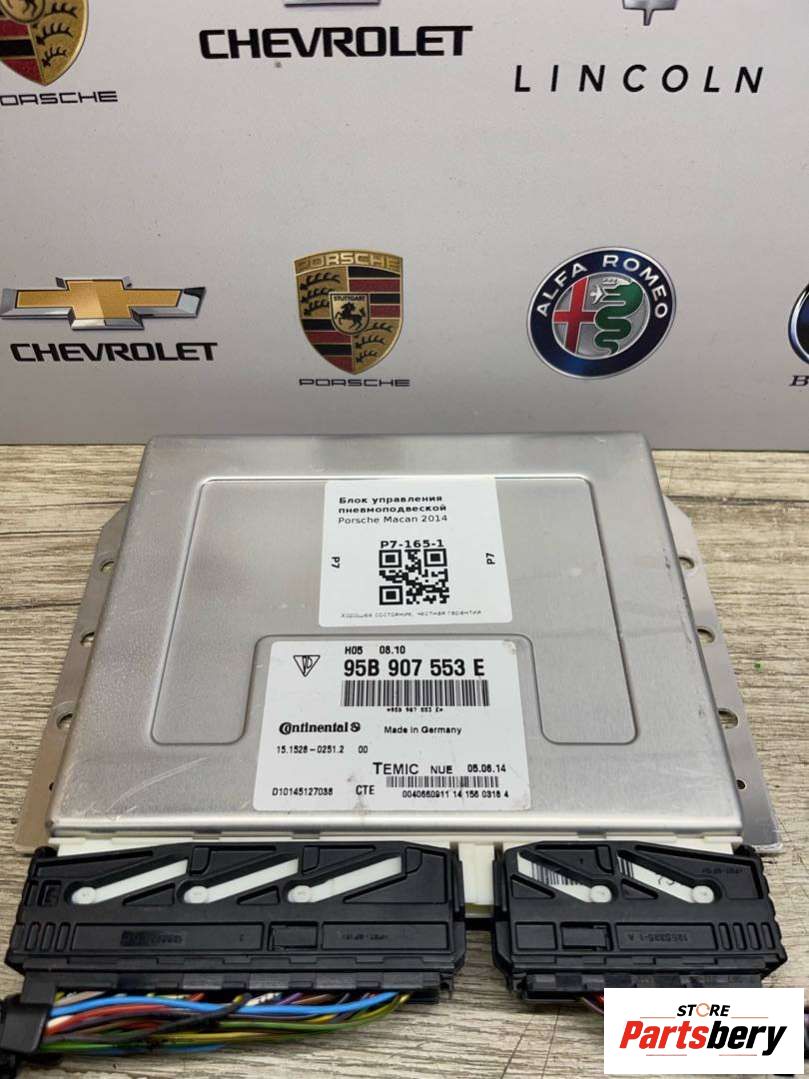 PORSCHE
CHEVROLET
LINCOLN
CHEVROLET
PORSCHE
STUTTGART
PORSCHE
ALFA ROMEO
B
Блок управления
пневмоподвеской
Porsche Macan 2014
P7-165-1
P7
P7
хорошее состояние, честная гарантия
H05 08.10
95B 907 553 E
*95B 907 553 E*
Continental
Made in Germany
15.1528-0251.2 00
TEMIC NUE 05.06.14
D10145127038 CTE
0040660911 14 156 0318 4
STORE
Partsbery